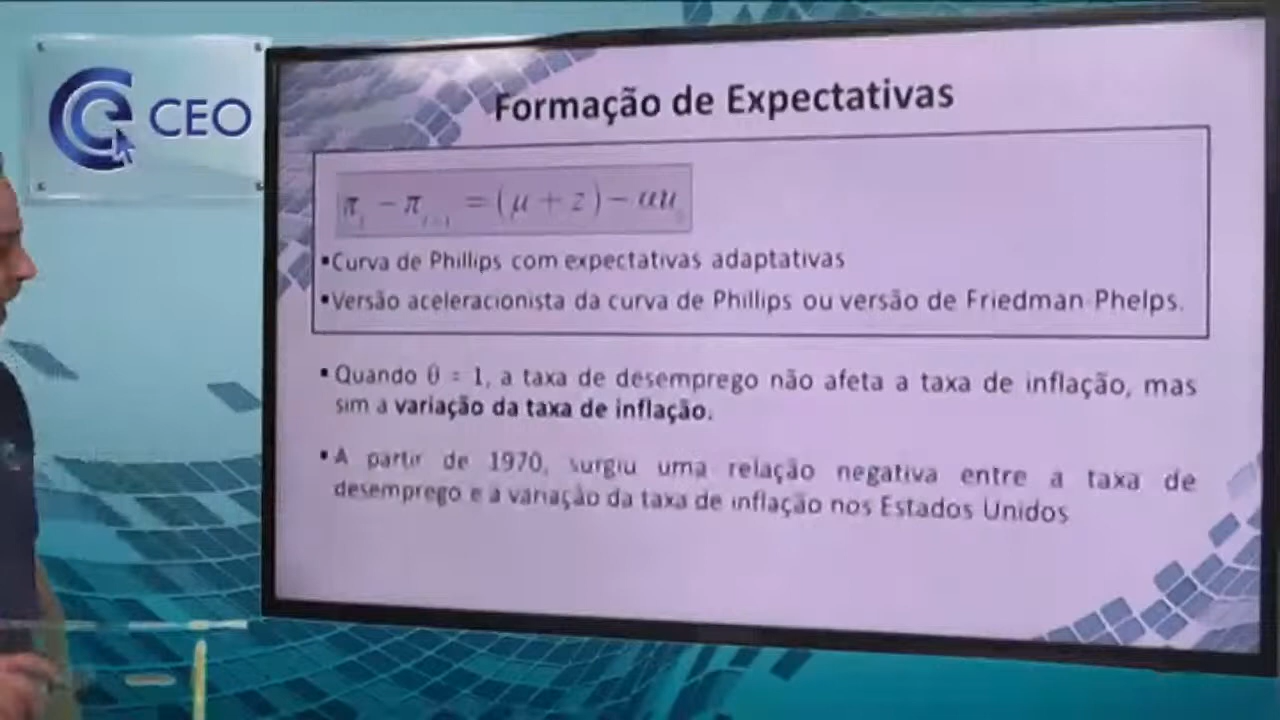 CEO
Formação de Expectativas
π_t − π_{t−1} = (μ + z) − αu_t
▪Curva de Phillips com expectativas adaptativas
▪Versão aceleracionista da curva de Phillips ou versão de Friedman-Phelps.
▪ Quando θ = 1, a taxa de desemprego não afeta a taxa de inflação, mas
sim a variação da taxa de inflação.
▪ A partir de 1970, surgiu uma relação negativa entre a taxa de
desemprego e a variação da taxa de inflação nos Estados Unidos